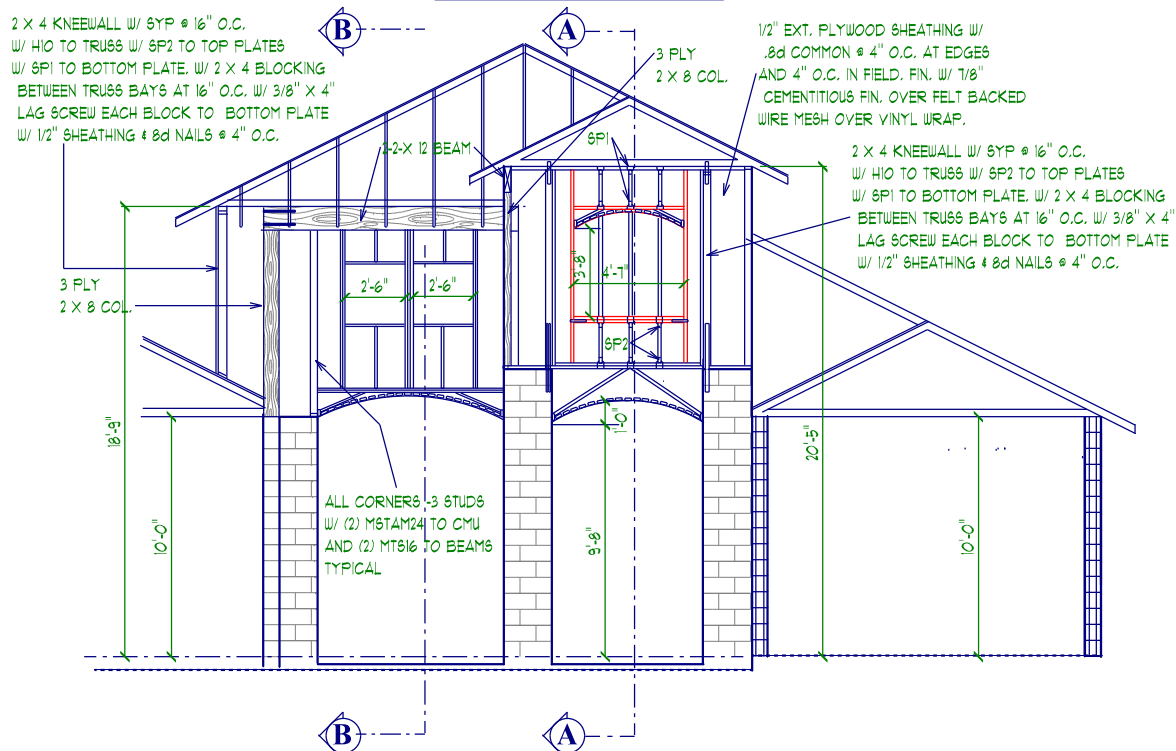 B
A
2 X 4 KNEEWALL W/ SYP @ 16" O.C.
W/ H10 TO TRUSS W/ SP2 TO TOP PLATES
W/ SP1 TO BOTTOM PLATE, W/ 2 X 4 BLOCKING
BETWEEN TRUSS BAYS AT 16" O.C. W/ 3/8" X 4"
LAG SCREW EACH BLOCK TO BOTTOM PLATE
W/ 1/2" SHEATHING & 8d NAILS @ 4" O.C.
3 PLY
2 X 8 COL.
1/2" EXT. PLYWOOD SHEATHING W/
.8d COMMON @ 4" O.C. AT EDGES
AND 4" O.C. IN FIELD. FIN. W/ 7/8"
CEMENTITIOUS FIN. OVER FELT BACKED
WIRE MESH OVER VINYL WRAP.
2-2-X 12 BEAM
SP1
2 X 4 KNEEWALL W/ SYP @ 16" O.C.
W/ H10 TO TRUSS W/ SP2 TO TOP PLATES
W/ SP1 TO BOTTOM PLATE, W/ 2 X 4 BLOCKING
BETWEEN TRUSS BAYS AT 16" O.C. W/ 3/8" X 4"
LAG SCREW EACH BLOCK TO BOTTOM PLATE
W/ 1/2" SHEATHING & 8d NAILS @ 4" O.C.
3 PLY
2 X 8 COL.
2'-6"
2'-6"
3'-8"
4'-1"
SP2
18'-9"
1'-0"
20'-5"
10'-0"
9'-8"
10'-0"
ALL CORNERS -3 STUDS
W/ (2) MSTAM24 TO CMU
AND (2) MTS16 TO BEAMS
TYPICAL
B
A